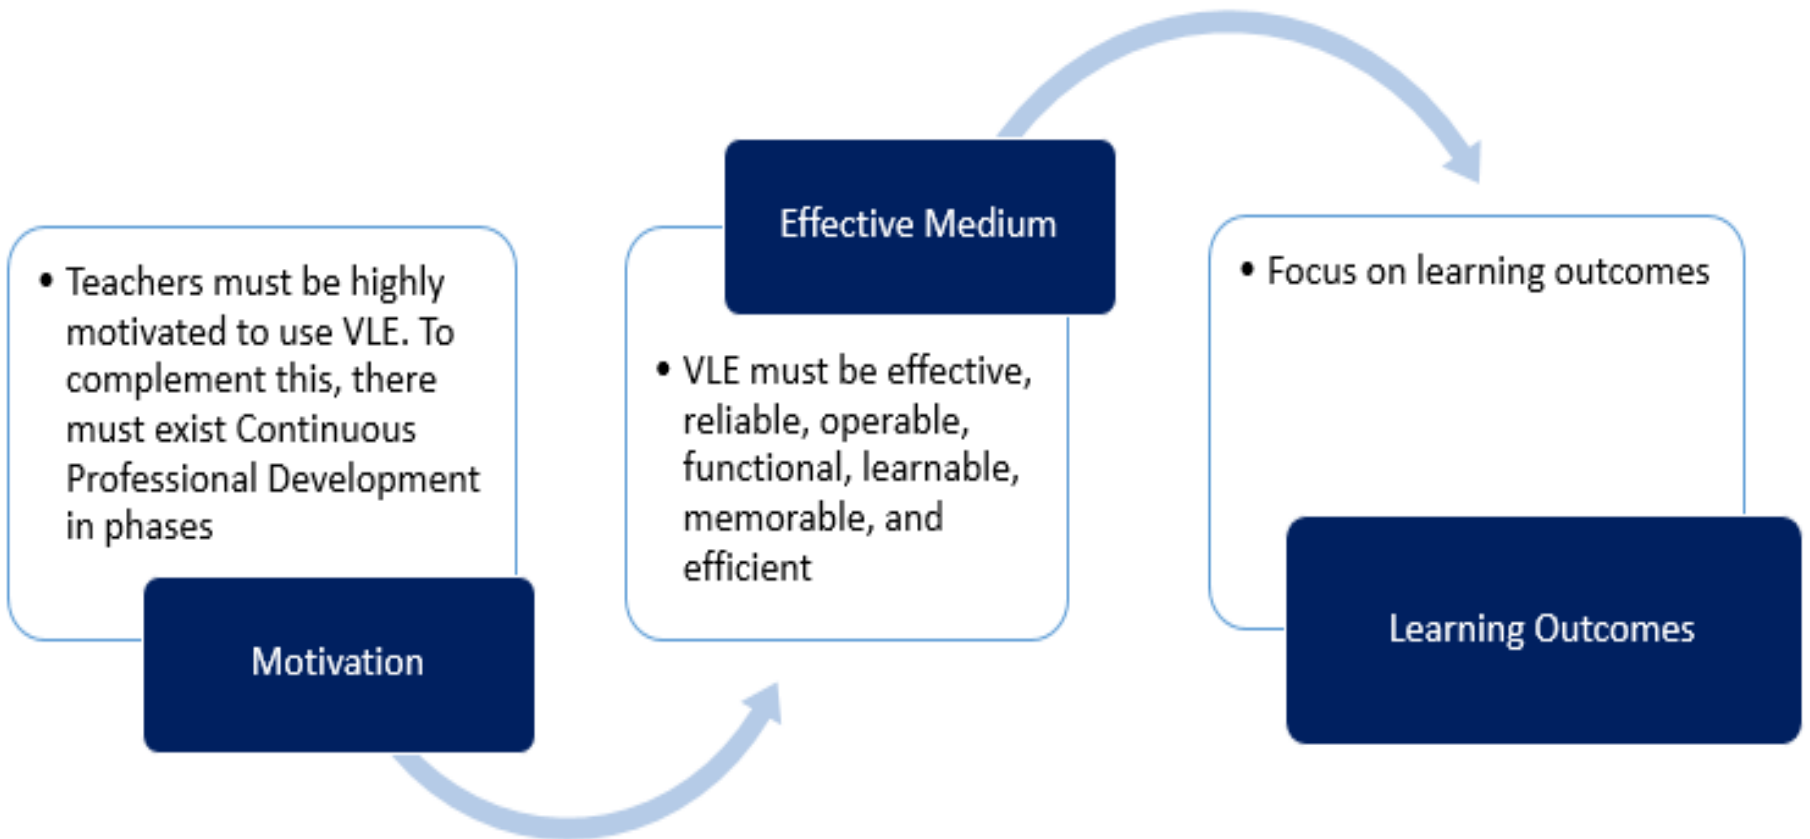 • Teachers must be highly
motivated to use VLE. To
complement this, there
must exist Continuous
Professional Development
in phases
Motivation
Effective Medium
• VLE must be effective,
reliable, operable,
functional, learnable,
memorable, and
efficient
• Focus on learning outcomes
Learning Outcomes